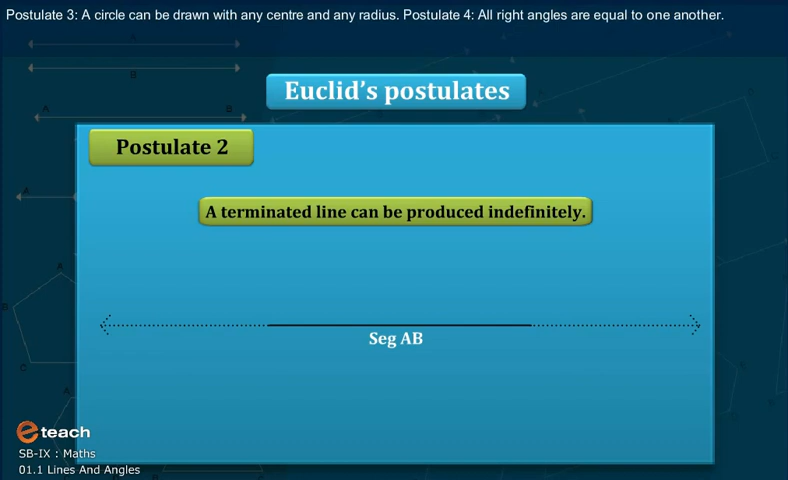 Postulate 3: A circle can be drawn with any centre and any radius. Postulate 4: All right angles are equal to one another.
Euclid's postulates
Postulate 2
A terminated line can be produced indefinitely.
Seg AB
B
A B
A
A
B
C
A
e teach
SB-IX : Maths
01.1 Lines And Angles